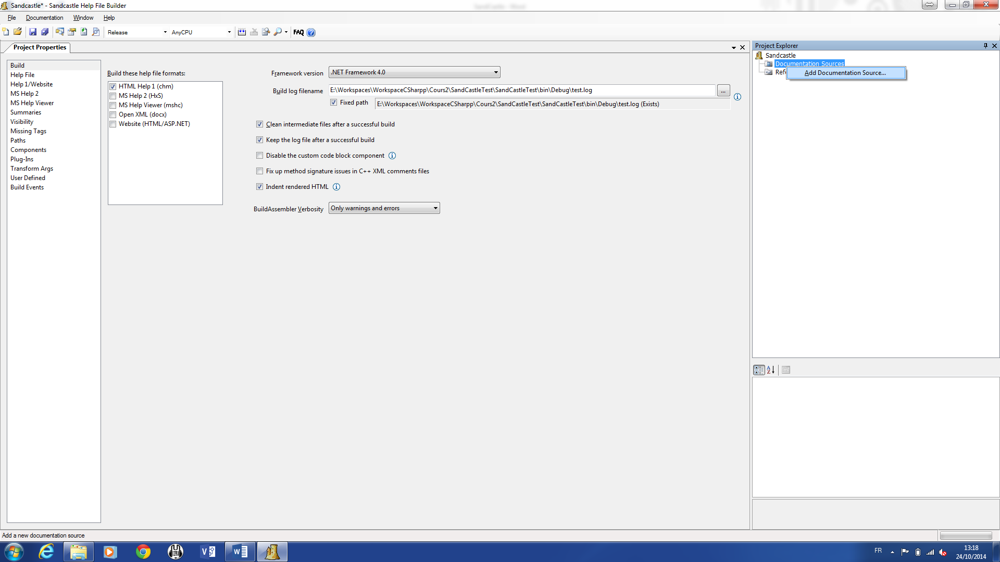 Sandcastle* - Sandcastle Help File Builder
File Documentation Window Help
Release AnyCPU FAQ
Project Properties
Build
Help File
Help 1/Website
MS Help 2
MS Help Viewer
Summaries
Visibility
Missing Tags
Paths
Components
Plug-Ins
Transform Args
User Defined
Build Events
Build these help file formats:
HTML Help 1 (chm)
MS Help 2 (HxS)
MS Help Viewer (mshc)
Open XML (docx)
Website (HTML/ASP.NET)
Framework version .NET Framework 4.0
Build log filename E:\Workspaces\WorkspaceCSharpp\Cours2\SandCastleTest\SandCastleTest\bin\Debug\test.log ...
Fixed path E:\Workspaces\WorkspaceCSharpp\Cours2\SandCastleTest\SandCastleTest\bin\Debug\test.log (Exists)
Clean intermediate files after a successful build
Keep the log file after a successful build
Disable the custom code block component
Fix up method signature issues in C++ XML comments files
Indent rendered HTML
BuildAssembler Verbosity Only warnings and errors
Project Explorer
Sandcastle
Documentation Sources
Refe
Add Documentation Source...
Add a new documentation source
FR
13:18
24/10/2014